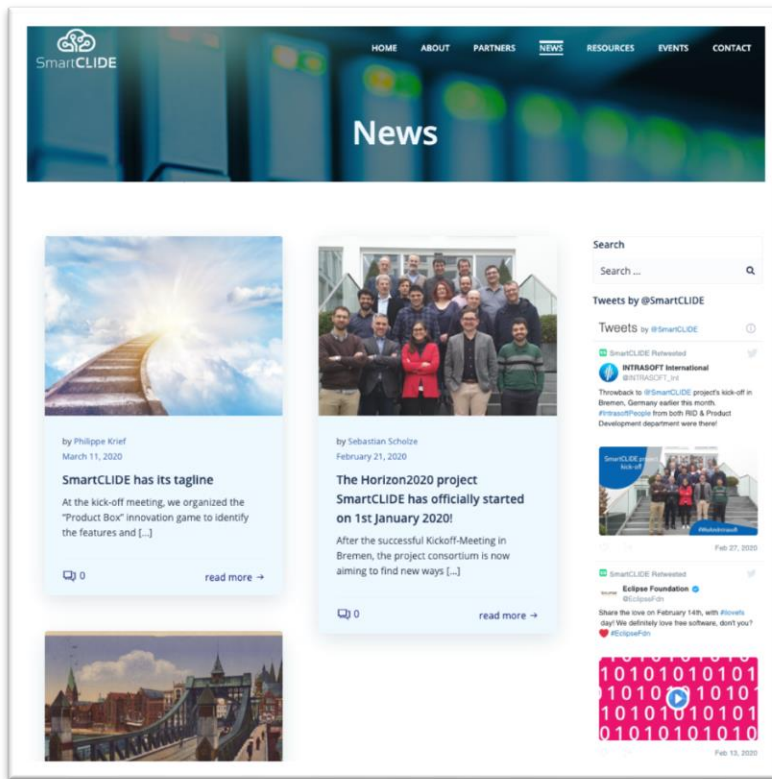 SmartCLIDE
HOME ABOUT PARTNERS NEWS RESOURCES EVENTS CONTACT
News
by Philippe Krief
March 11, 2020
SmartCLIDE has its tagline
At the kick-off meeting, we organized the
"Product Box" innovation game to identify
the features and [...]
0
read more →
by Sebastian Scholze
February 21, 2020
The Horizon2020 project
SmartCLIDE has officially started
on 1st January 2020!
After the successful Kickoff-Meeting in
Bremen, the project consortium is now
aiming to find new ways [...]
0
read more →
Search
Search ...
Tweets by @SmartCLIDE
Tweets by @SmartCLIDE
SmartCLIDE Retweeted
INTRASOFT International
@INTRASOFT_Int
Throwback to @SmartCLIDE project's kick-off in
Bremen, Germany earlier this month.
#IntrasoftPeople from both RID & Product
Development department were there!
SmartCLIDE project
kick-off
Feb 27, 2020
SmartCLIDE Retweeted
Eclipse Foundation
@EclipseFdn
Share the love on February 14th, with #ilovefs
day! We definitely love free software, don't you?
❤️ #EclipseFdn
1010101010101
1010101010101
Feb 13, 2020